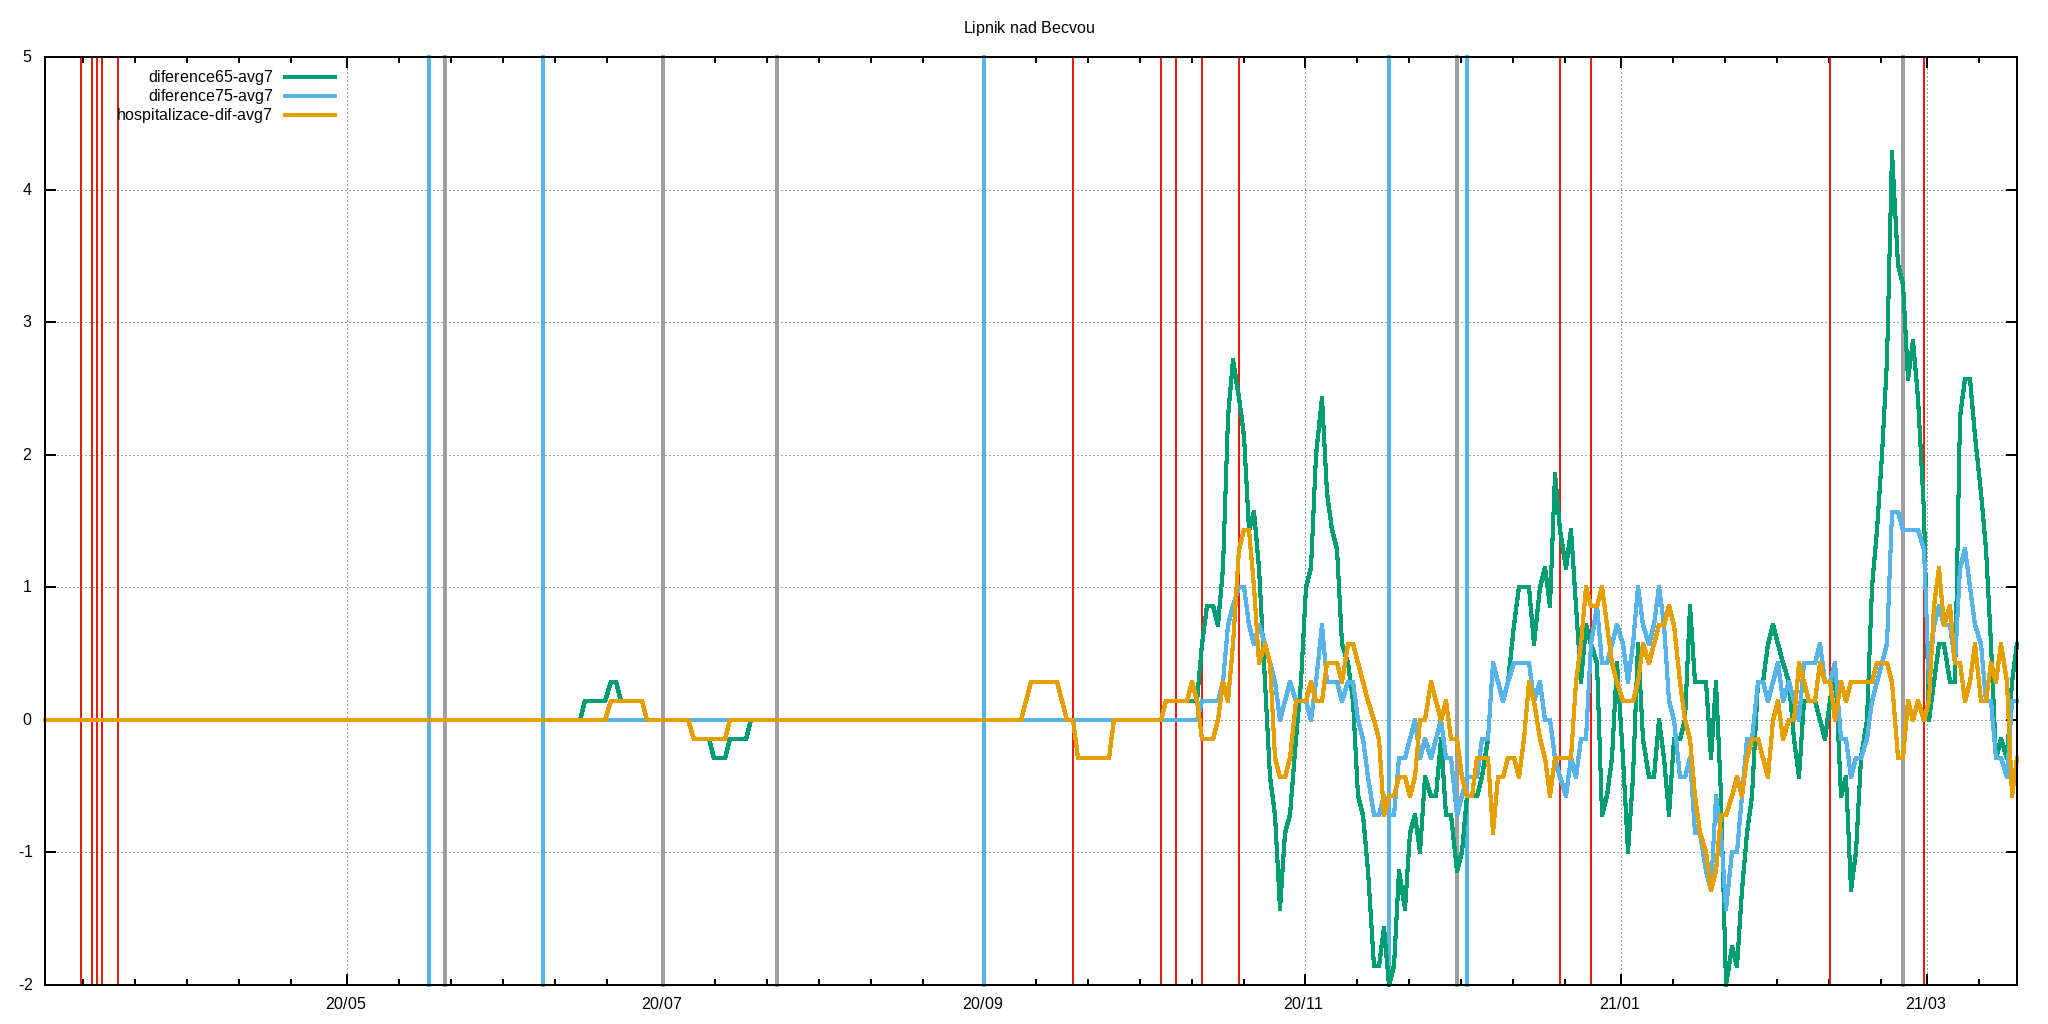 Lipnik nad Becvou
diference65-avg7
diference75-avg7
hospitalizace-dif-avg7
5
4
3
2
1
0
-1
-2
20/05 20/07 20/09 20/11 21/01 21/03